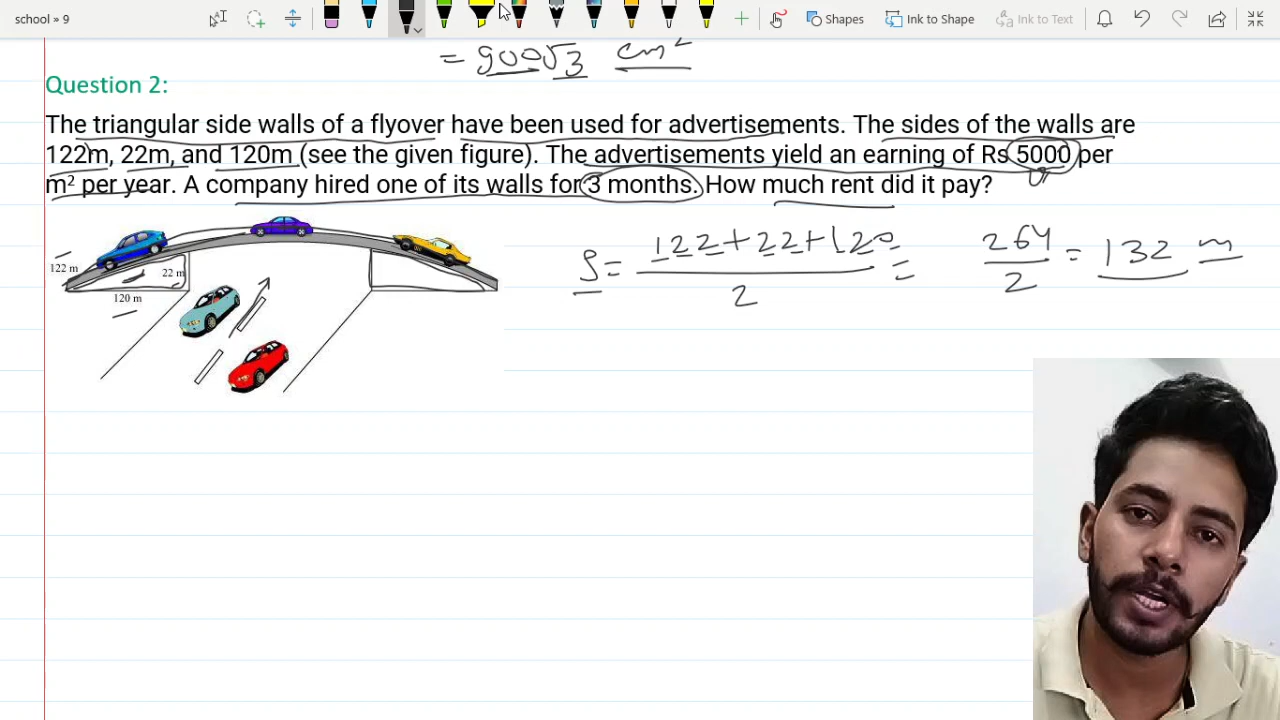 school » 9
Shapes
Ink to Shape
Ink to Text
= 900√3 cm²
Question 2:
The triangular side walls of a flyover have been used for advertisements. The sides of the walls are
122m, 22m, and 120m (see the given figure). The advertisements yield an earning of Rs 5000 per
m² per year. A company hired one of its walls for 3 months. How much rent did it pay?
122 m
22 m
120 m
S = 122+22+120 / 2 = 264 / 2 = 132 m